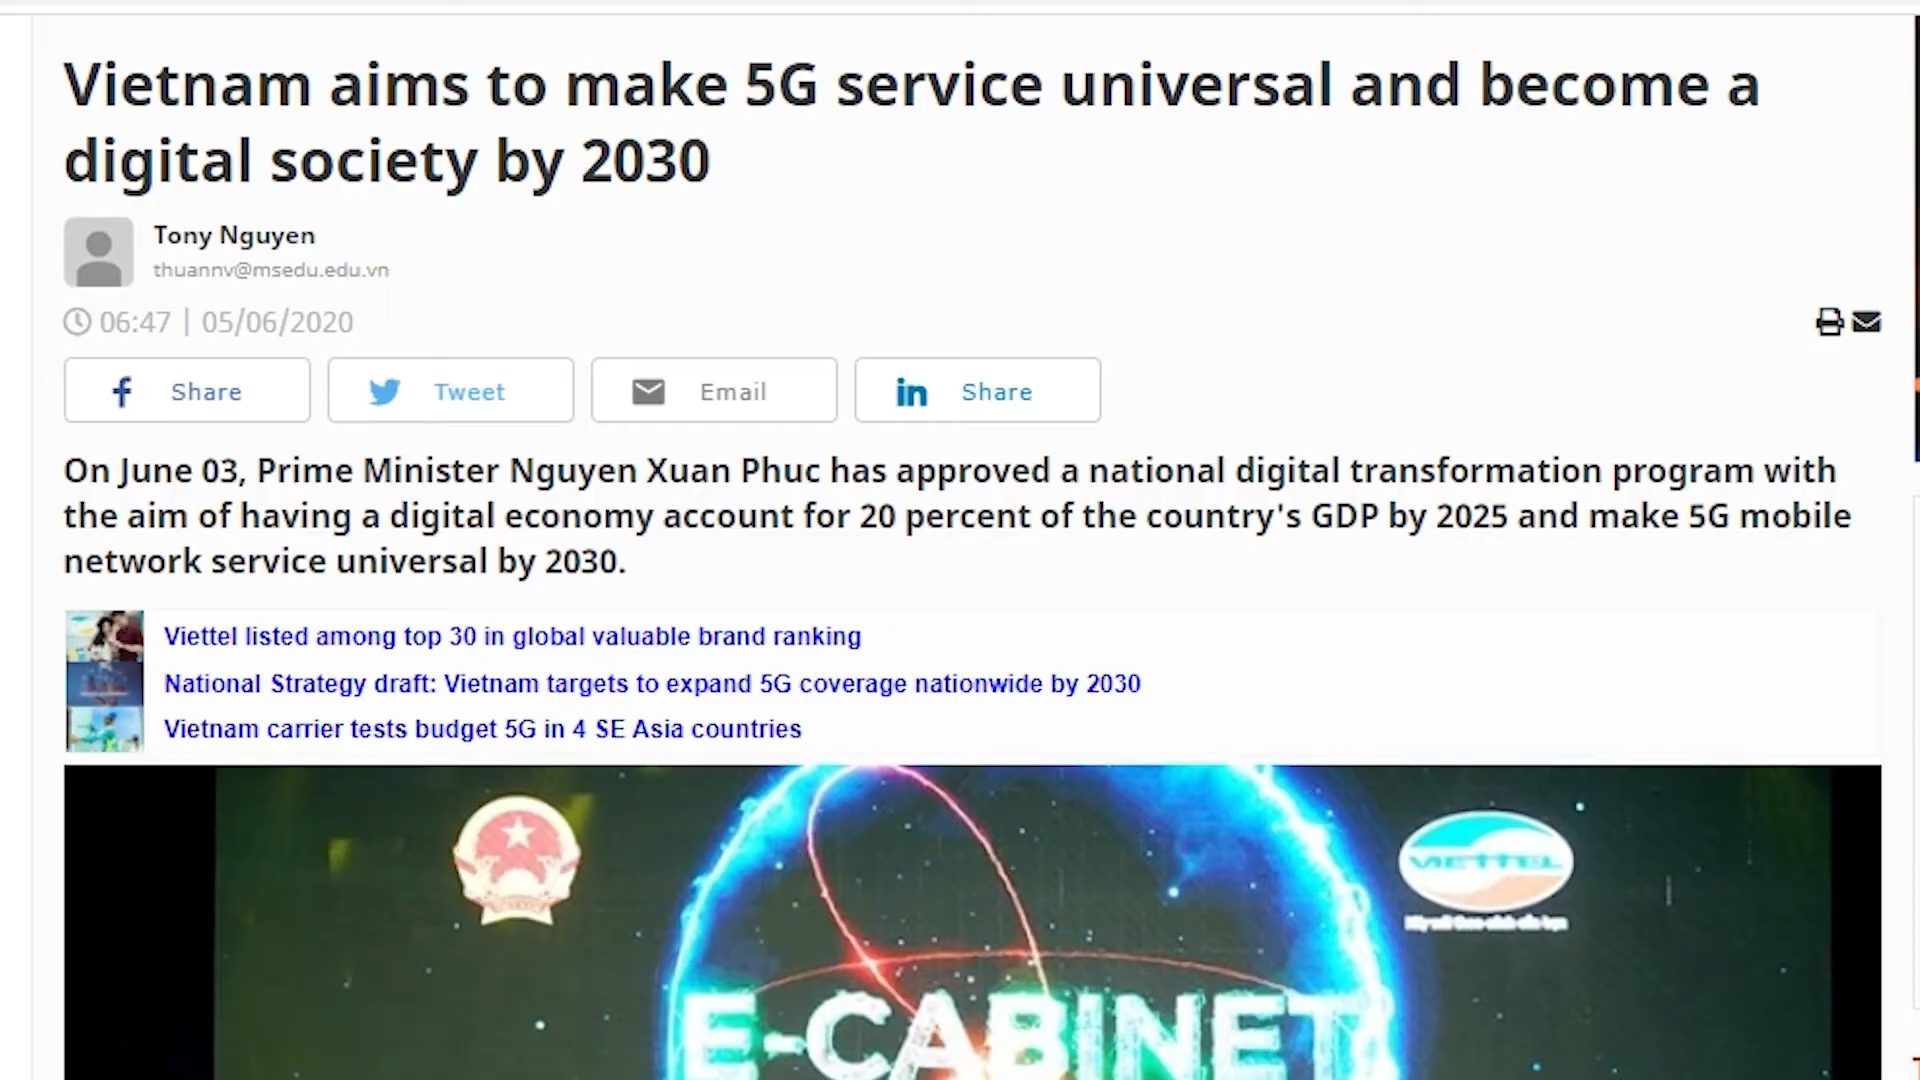 Vietnam aims to make 5G service universal and become a
digital society by 2030
Tony Nguyen
thuannv@msedu.edu.vn
06:47 | 05/06/2020
Share
Tweet
Email
in Share
On June 03, Prime Minister Nguyen Xuan Phuc has approved a national digital transformation program with
the aim of having a digital economy account for 20 percent of the country's GDP by 2025 and make 5G mobile
network service universal by 2030.
Viettel listed among top 30 in global valuable brand ranking
National Strategy draft: Vietnam targets to expand 5G coverage nationwide by 2030
Vietnam carrier tests budget 5G in 4 SE Asia countries
VIETTEL
E-CABINET